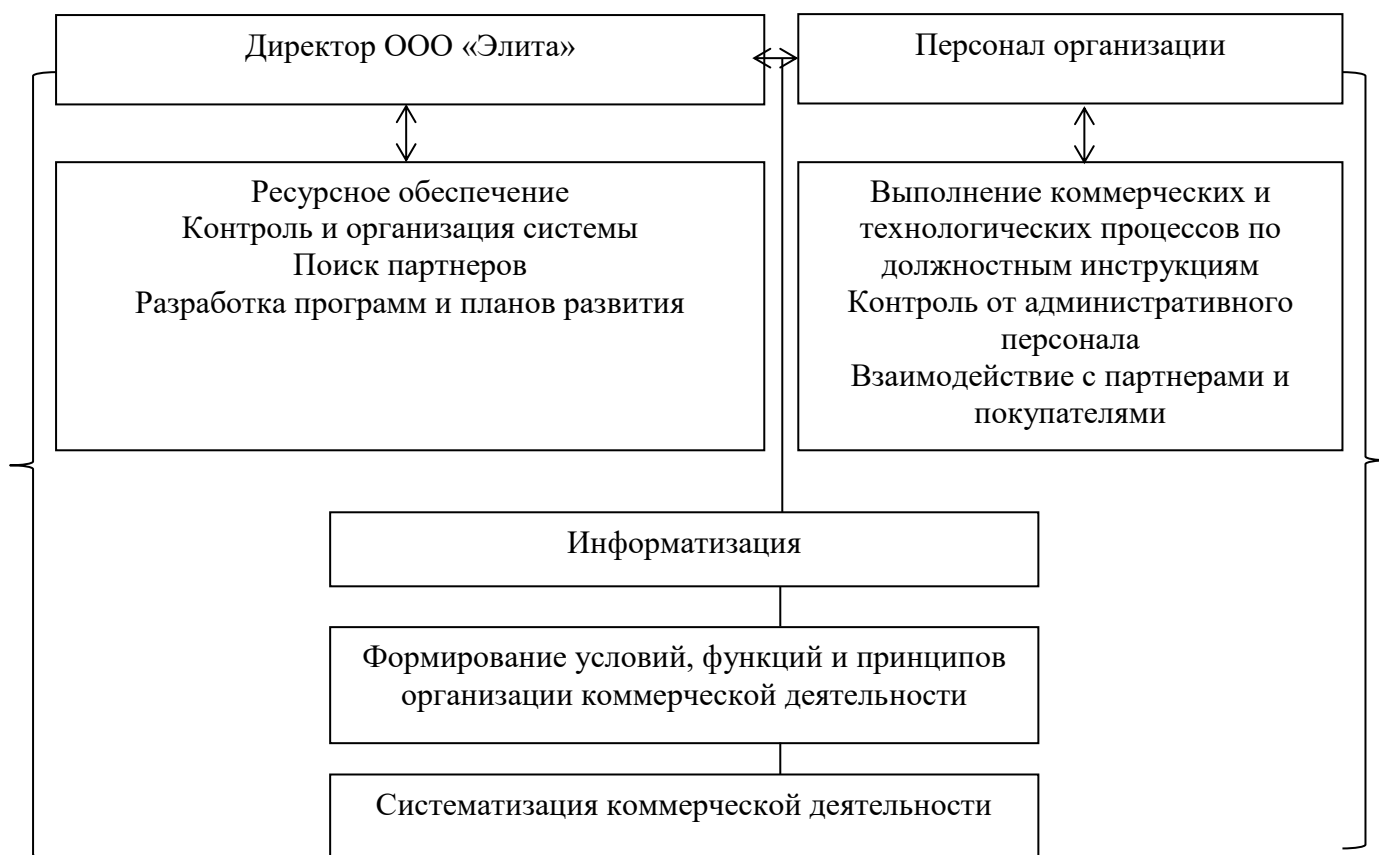 Директор ООО «Элита»
Персонал организации
Ресурсное обеспечение
Контроль и организация системы
Поиск партнеров
Разработка программ и планов развития
Выполнение коммерческих и
технологических процессов по
должностным инструкциям
Контроль от административного
персонала
Взаимодействие с партнерами и
покупателями
Информатизация
Формирование условий, функций и принципов
организации коммерческой деятельности
Систематизация коммерческой деятельности